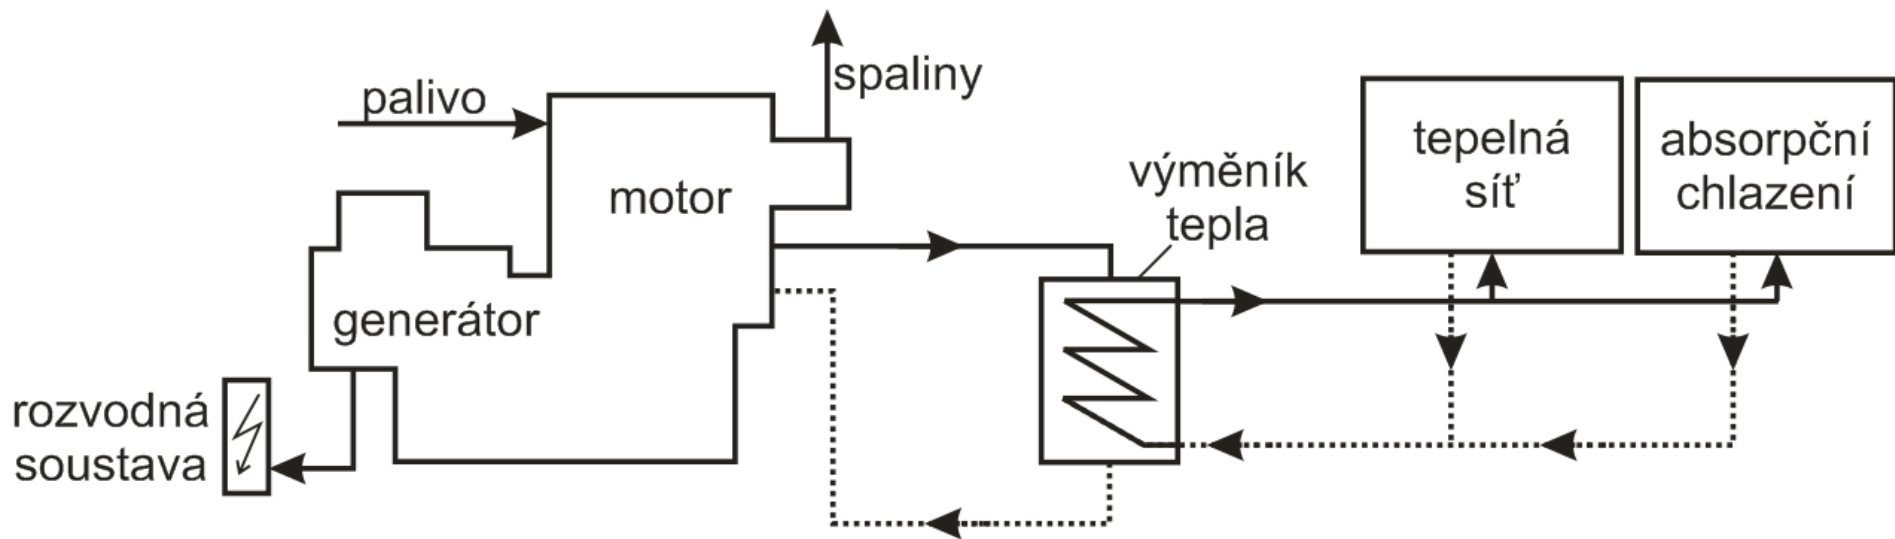 palivo
spaliny
motor
generátor
rozvodná
soustava
výměník
tepla
tepelná
síť
absorpční
chlazení